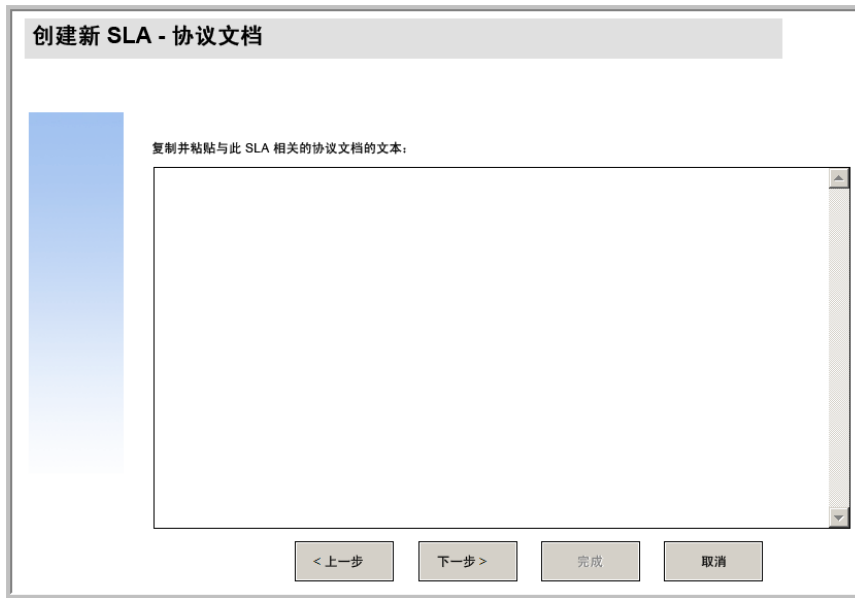 创建新 SLA - 协议文档
复制并粘贴与此 SLA 相关的协议文档的文本:
< 上一步
下一步 >
完成
取消